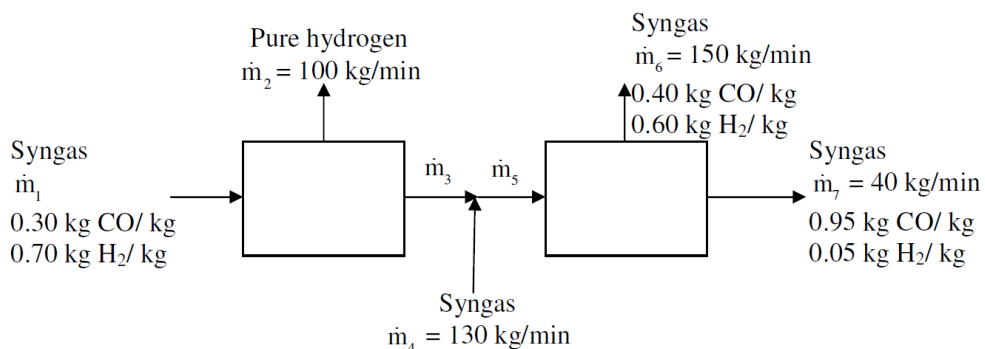 Pure hydrogen
ṁ₂ = 100 kg/min
Syngas
ṁ₆ = 150 kg/min
0.40 kg CO/ kg
0.60 kg H₂/ kg
Syngas
ṁ₁
0.30 kg CO/ kg
0.70 kg H₂/ kg
ṁ₃
ṁ₅
Syngas
ṁ₇ = 40 kg/min
0.95 kg CO/ kg
0.05 kg H₂/ kg
Syngas
ṁ₄ = 130 kg/min